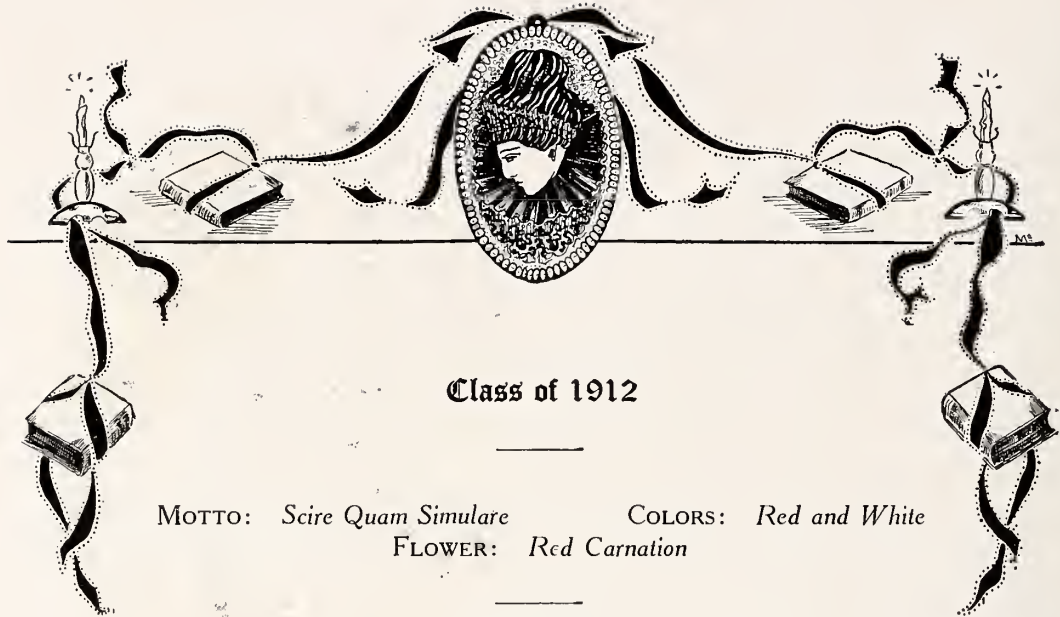 Class of 1912
MOTTO: Scire Quam Simulare COLORS: Red and White
FLOWER: Red Carnation